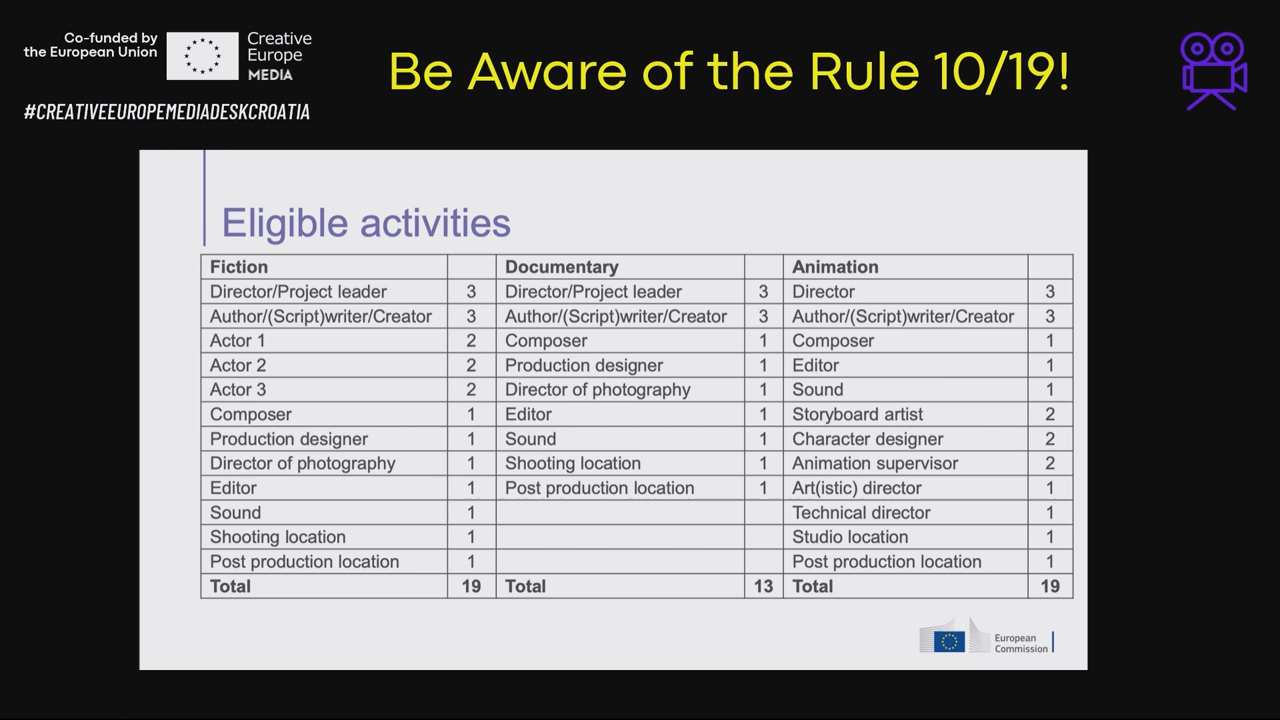 Co-funded by
the European Union
Creative
Europe
MEDIA
#CREATIVEEUROPEMEDIADESKCROATIA
Be Aware of the Rule 10/19!
Eligible activities
Fiction Documentary Animation
Director/Project leader 3 Director/Project leader 3 Director 3
Author/(Script)writer/Creator 3 Author/(Script)writer/Creator 3 Author/(Script)writer/Creator 3
Actor 1 2 Composer 1 Composer 1
Actor 2 2 Production designer 1 Editor 1
Actor 3 2 Director of photography 1 Sound 1
Composer 1 Editor 1 Storyboard artist 2
Production designer 1 Sound 1 Character designer 2
Director of photography 1 Shooting location 1 Animation supervisor 2
Editor 1 Post production location 1 Art(istic) director 1
Sound 1 Technical director 1
Shooting location 1 Studio location 1
Post production location 1 Post production location 1
Total 19 Total 13 Total 19
European
Commission